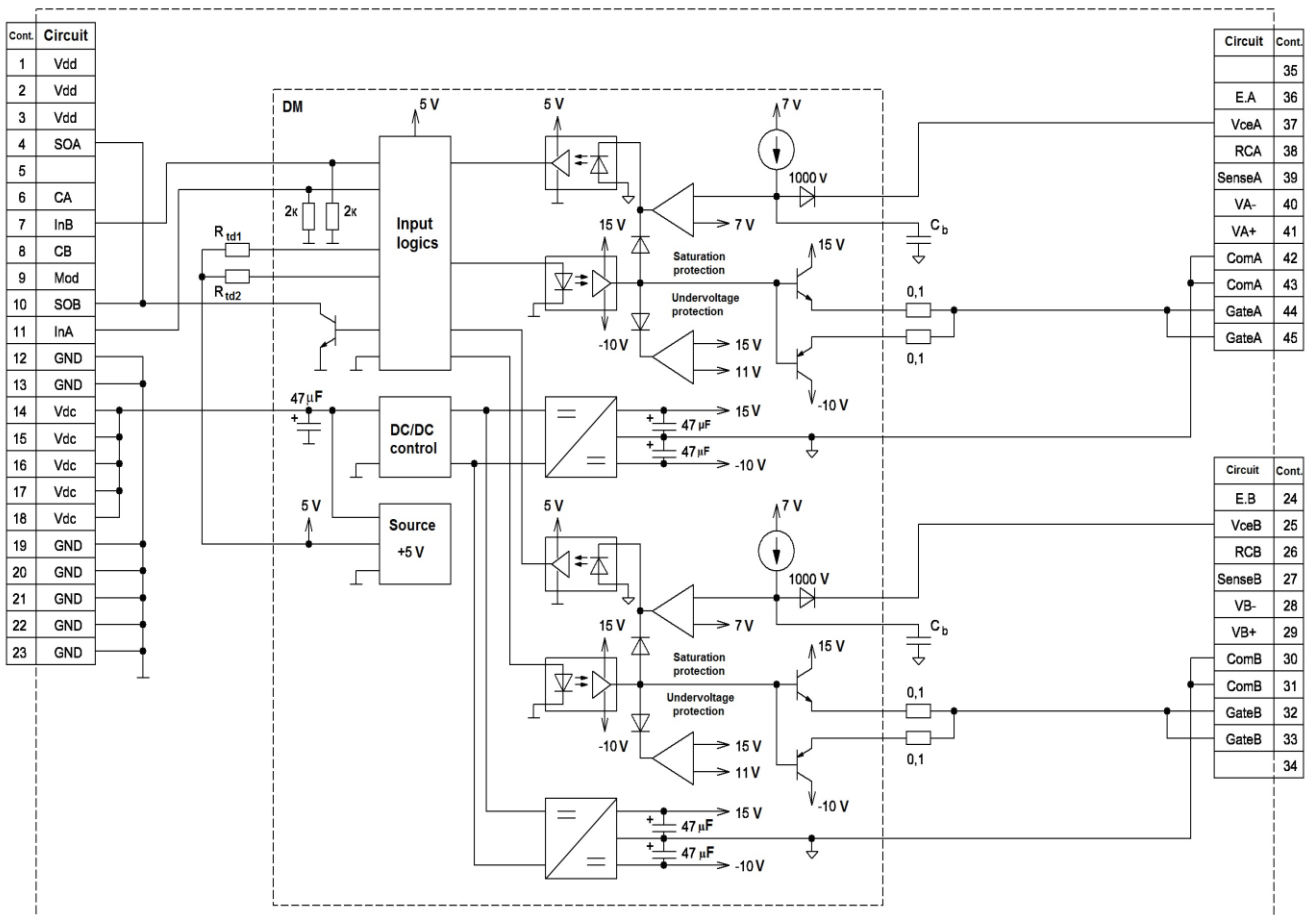 Cont. Circuit
1 Vdd
2 Vdd
3 Vdd
4 SOA
5
6 CA
7 InB
8 CB
9 Mod
10 SOB
11 InA
12 GND
13 GND
14 Vdc
15 Vdc
16 Vdc
17 Vdc
18 Vdc
19 GND
20 GND
21 GND
22 GND
23 GND
DM
5 V
Input
logics
2к
2к
Rtd1
Rtd2
47 μF
+
DC/DC
control
5 V
Source
+5 V
5 V
7 V
1000 V
7 V
Cb
15 V
Saturation
protection
Undervoltage
protection
-10 V
15 V
11 V
15 V
0,1
0,1
-10 V
15 V
+
47 μF
+
47 μF
-10 V
5 V
7 V
1000 V
7 V
Cb
15 V
Saturation
protection
Undervoltage
protection
-10 V
15 V
11 V
15 V
0,1
0,1
-10 V
15 V
+
47 μF
+
47 μF
-10 V
Circuit Cont.
35
E.A 36
VceA 37
RCA 38
SenseA 39
VA- 40
VA+ 41
ComA 42
ComA 43
GateA 44
GateA 45
Circuit Cont.
E.B 24
VceB 25
RCB 26
SenseB 27
VB- 28
VB+ 29
ComB 30
ComB 31
GateB 32
GateB 33
34